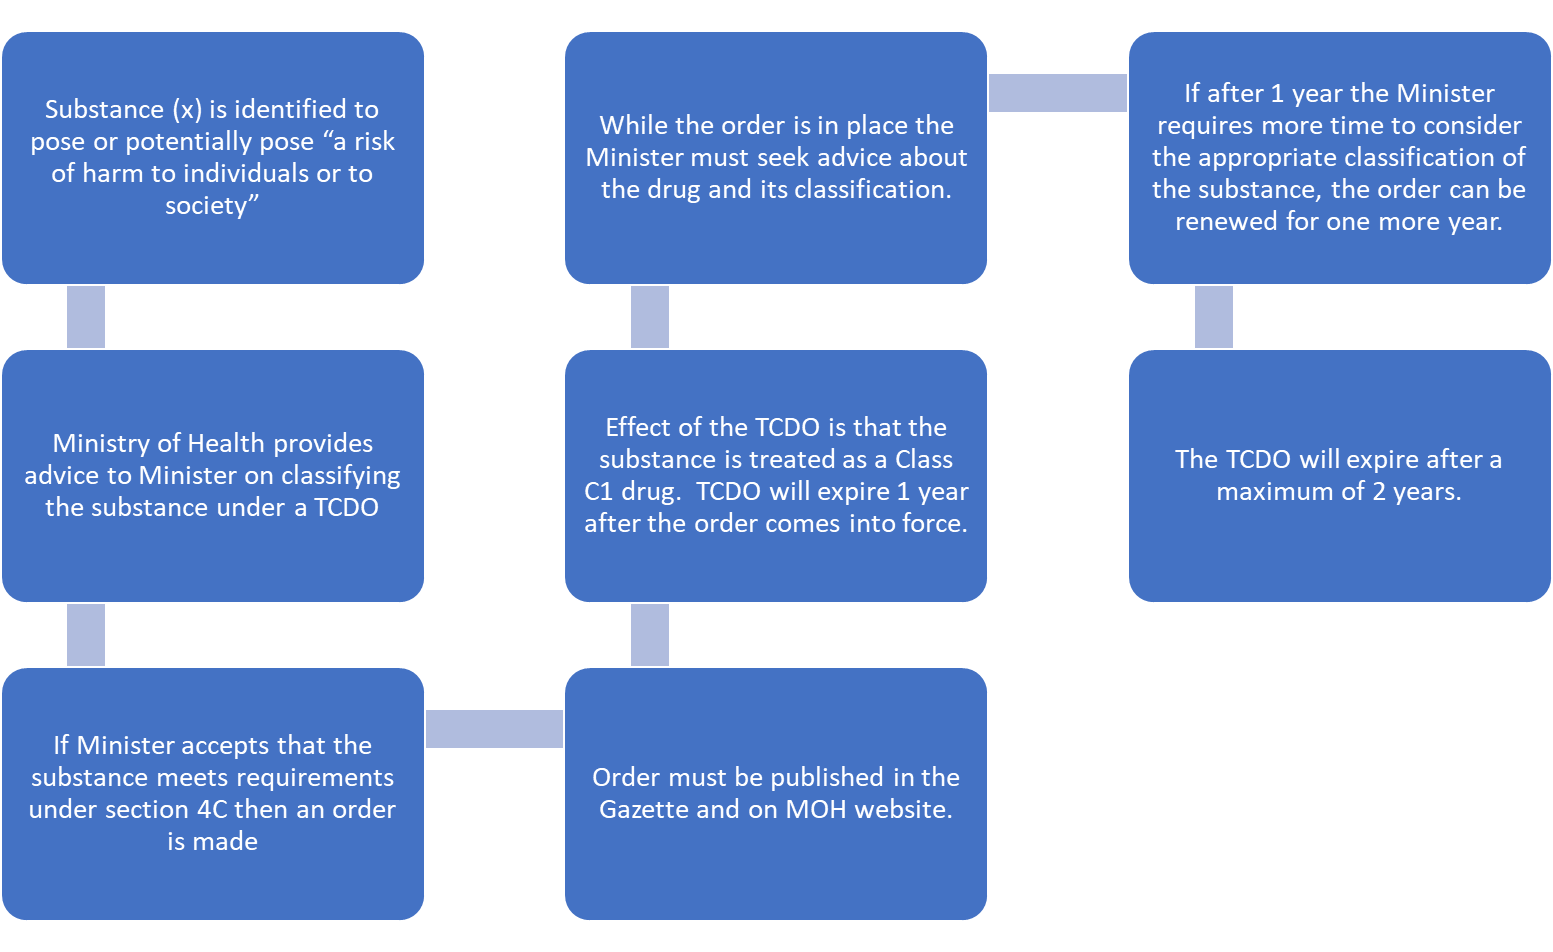 Substance (x) is identified to
pose or potentially pose “a risk
of harm to individuals or to
society”
Ministry of Health provides
advice to Minister on classifying
the substance under a TCDO
If Minister accepts that the
substance meets requirements
under section 4C then an order
is made
Order must be published in the
Gazette and on MOH website.
Effect of the TCDO is that the
substance is treated as a Class
C1 drug.  TCDO will expire 1 year
after the order comes into force.
While the order is in place the
Minister must seek advice about
the drug and its classification.
If after 1 year the Minister
requires more time to consider
the appropriate classification of
the substance, the order can be
renewed for one more year.
The TCDO will expire after a
maximum of 2 years.